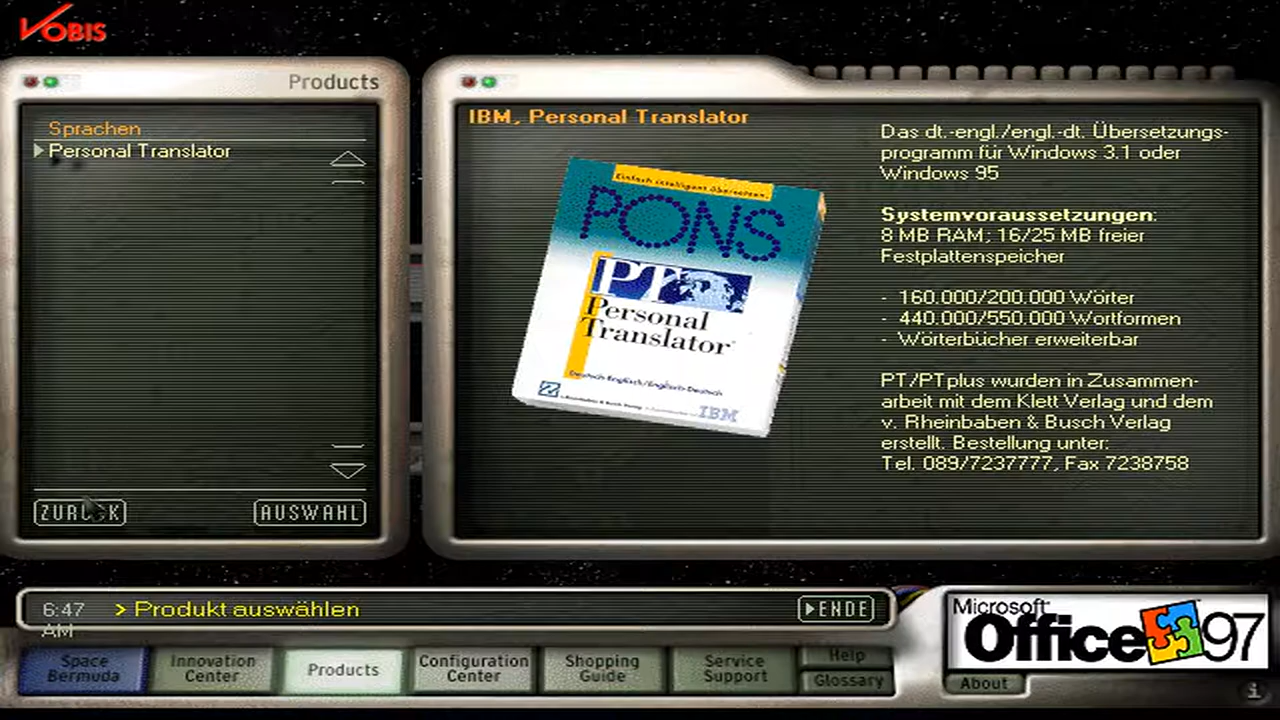 VOBIS
Products
Sprachen
Personal Translator
ZURÜCK
AUSWAHL
IBM, Personal Translator
Einfach intelligent übersetzen.
PONS
PT
Personal
Translator
Deutsch-Englisch/Englisch-Deutsch
IBM
Das dt.-engl./engl.-dt. Übersetzungs-
programm für Windows 3.1 oder
Windows 95
Systemvoraussetzungen:
8 MB RAM; 16/25 MB freier
Festplattenspeicher
- 160.000/200.000 Wörter
- 440.000/550.000 Wortformen
- Wörterbücher erweiterbar
PT/PTplus wurden in Zusammen-
arbeit mit dem Klett Verlag und dem
v. Rheinbaben & Busch Verlag
erstellt. Bestellung unter:
Tel. 089/7237777, Fax 7238758
6:47
AM
> Produkt auswählen
ENDE
Space
Bermuda
Innovation
Center
Products
Configuration
Center
Shopping
Guide
Service
Support
Help
Glossary
Microsoft
Office 97
About
i